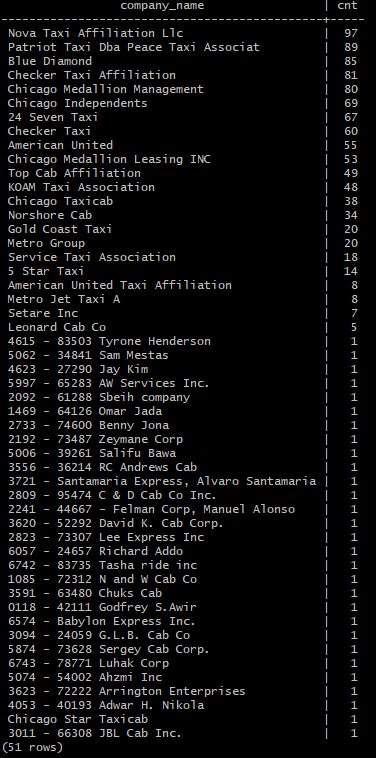 company_name | cnt
----------------------------------------+-----
Nova Taxi Affiliation Llc | 97
Patriot Taxi Dba Peace Taxi Associat | 89
Blue Diamond | 85
Checker Taxi Affiliation | 81
Chicago Medallion Management | 80
Chicago Independents | 69
24 Seven Taxi | 67
Checker Taxi | 60
American United | 55
Chicago Medallion Leasing INC | 53
Top Cab Affiliation | 49
KOAM Taxi Association | 48
Chicago Taxicab | 38
Norshore Cab | 34
Gold Coast Taxi | 20
Metro Group | 20
Service Taxi Association | 18
5 Star Taxi | 14
American United Taxi Affiliation | 8
Metro Jet Taxi A | 8
Setare Inc | 7
Leonard Cab Co | 5
4615 - 83503 Tyrone Henderson | 1
5062 - 34841 Sam Mestas | 1
4623 - 27290 Jay Kim | 1
5997 - 65283 AW Services Inc. | 1
2092 - 61288 Sbeih company | 1
1469 - 64126 Omar Jada | 1
2733 - 74600 Benny Jona | 1
2192 - 73487 Zeymane Corp | 1
5006 - 39261 Salifu Bawa | 1
3556 - 36214 RC Andrews Cab | 1
3721 - Santamaria Express, Alvaro Santamaria | 1
2809 - 95474 C & D Cab Co Inc. | 1
2241 - 44667 - Felman Corp, Manuel Alonso | 1
3620 - 52292 David K. Cab Corp. | 1
2823 - 73307 Lee Express Inc | 1
6057 - 24657 Richard Addo | 1
6742 - 83735 Tasha ride inc | 1
1085 - 72312 N and W Cab Co | 1
3591 - 63480 Chuks Cab | 1
0118 - 42111 Godfrey S.Awir | 1
6574 - Babylon Express Inc. | 1
3094 - 24059 G.L.B. Cab Co | 1
5874 - 73628 Sergey Cab Corp. | 1
6743 - 78771 Luhak Corp | 1
5074 - 54002 Ahzmi Inc | 1
3623 - 72222 Arrington Enterprises | 1
4053 - 40193 Adwar H. Nikola | 1
Chicago Star Taxicab | 1
3011 - 66308 JBL Cab Inc. | 1
(51 rows)